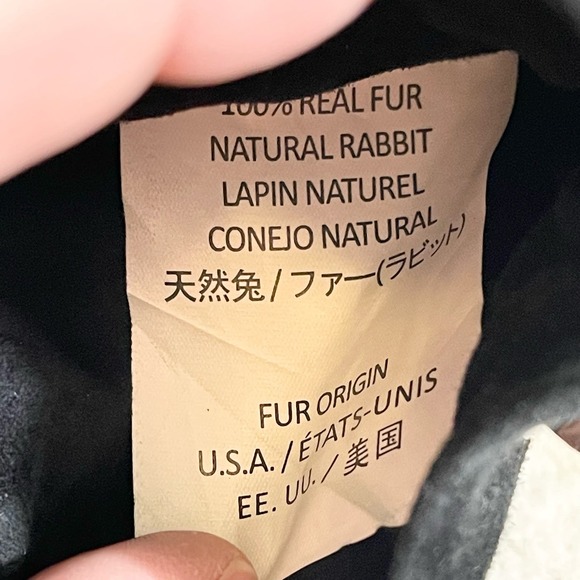 100% REAL FUR
NATURAL RABBIT
LAPIN NATUREL
CONEJO NATURAL
天然兔/ファー(ラビット)
FUR ORIGIN
U.S.A./ÉTATS-UNIS
EE. UU./美国